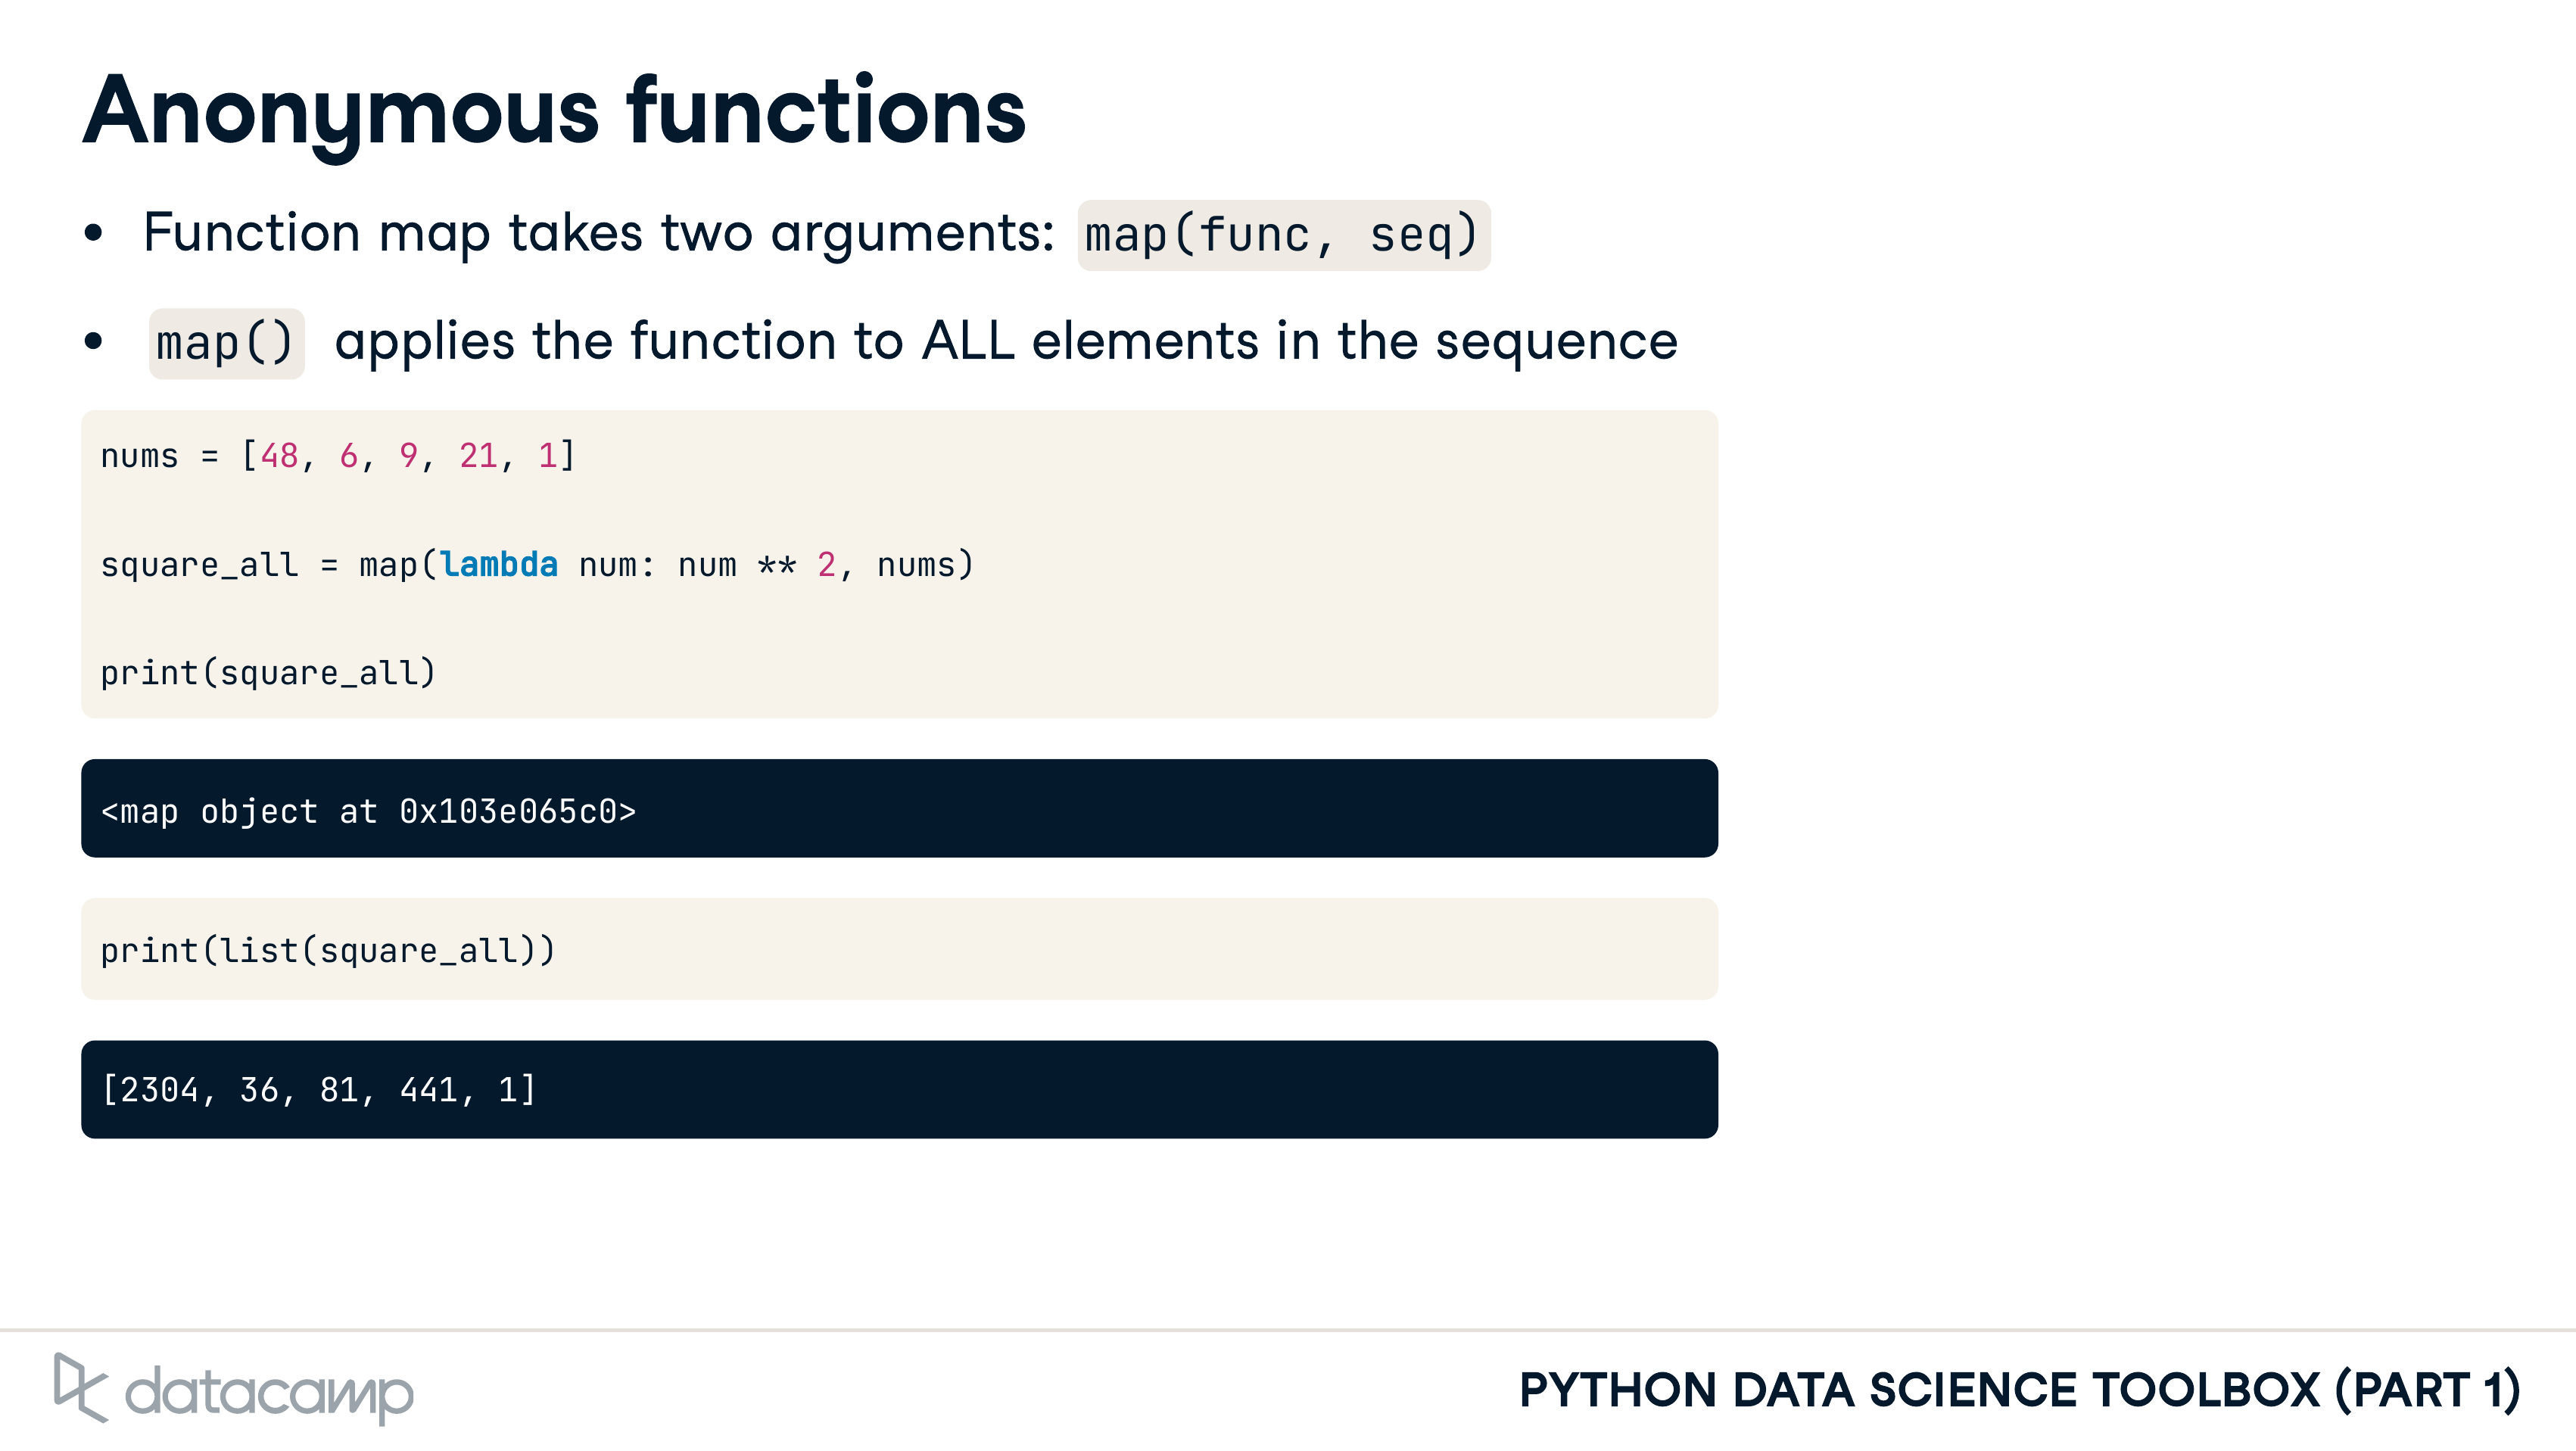 Anonymous functions
• Function map takes two arguments: map(func, seq)
• map() applies the function to ALL elements in the sequence
nums = [48, 6, 9, 21, 1]
square_all = map(lambda num: num ** 2, nums)
print(square_all)
<map object at 0x103e065c0>
print(list(square_all))
[2304, 36, 81, 441, 1]
datacamp
PYTHON DATA SCIENCE TOOLBOX (PART 1)